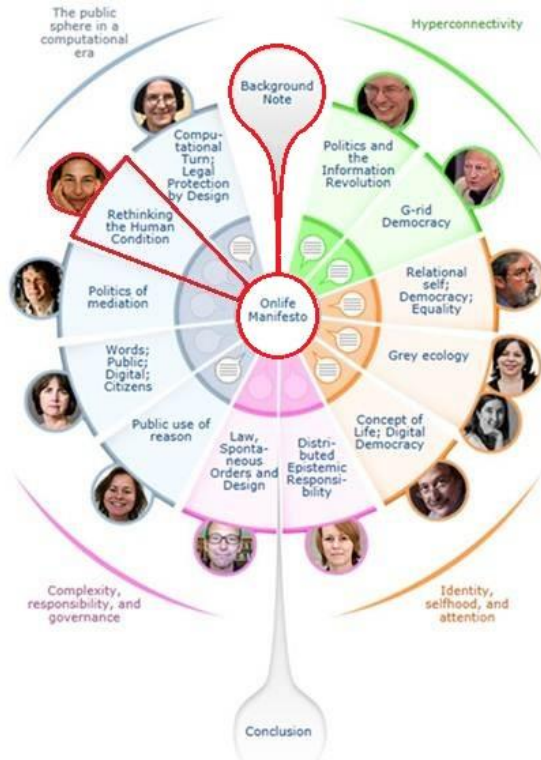 The public
sphere in a
computational
era
Hyperconnectivity
Background
Note
Compu-
tational
Turn;
Legal
Protection
by Design
Politics and
the
Information
Revolution
Rethinking
the Human
Condition
G-rid
Democracy
Politics of
mediation
Onlife
Manifesto
Relational
self;
Democracy;
Equality
Words;
Public;
Digital;
Citizens
Grey ecology
Public use of
reason
Law,
Sponta-
neous
Orders and
Design
Distri-
buted
Epistemic
Responsi-
bility
Concept of
Life; Digital
Democracy
Complexity,
responsibility, and
governance
Identity,
selfhood, and
attention
Conclusion